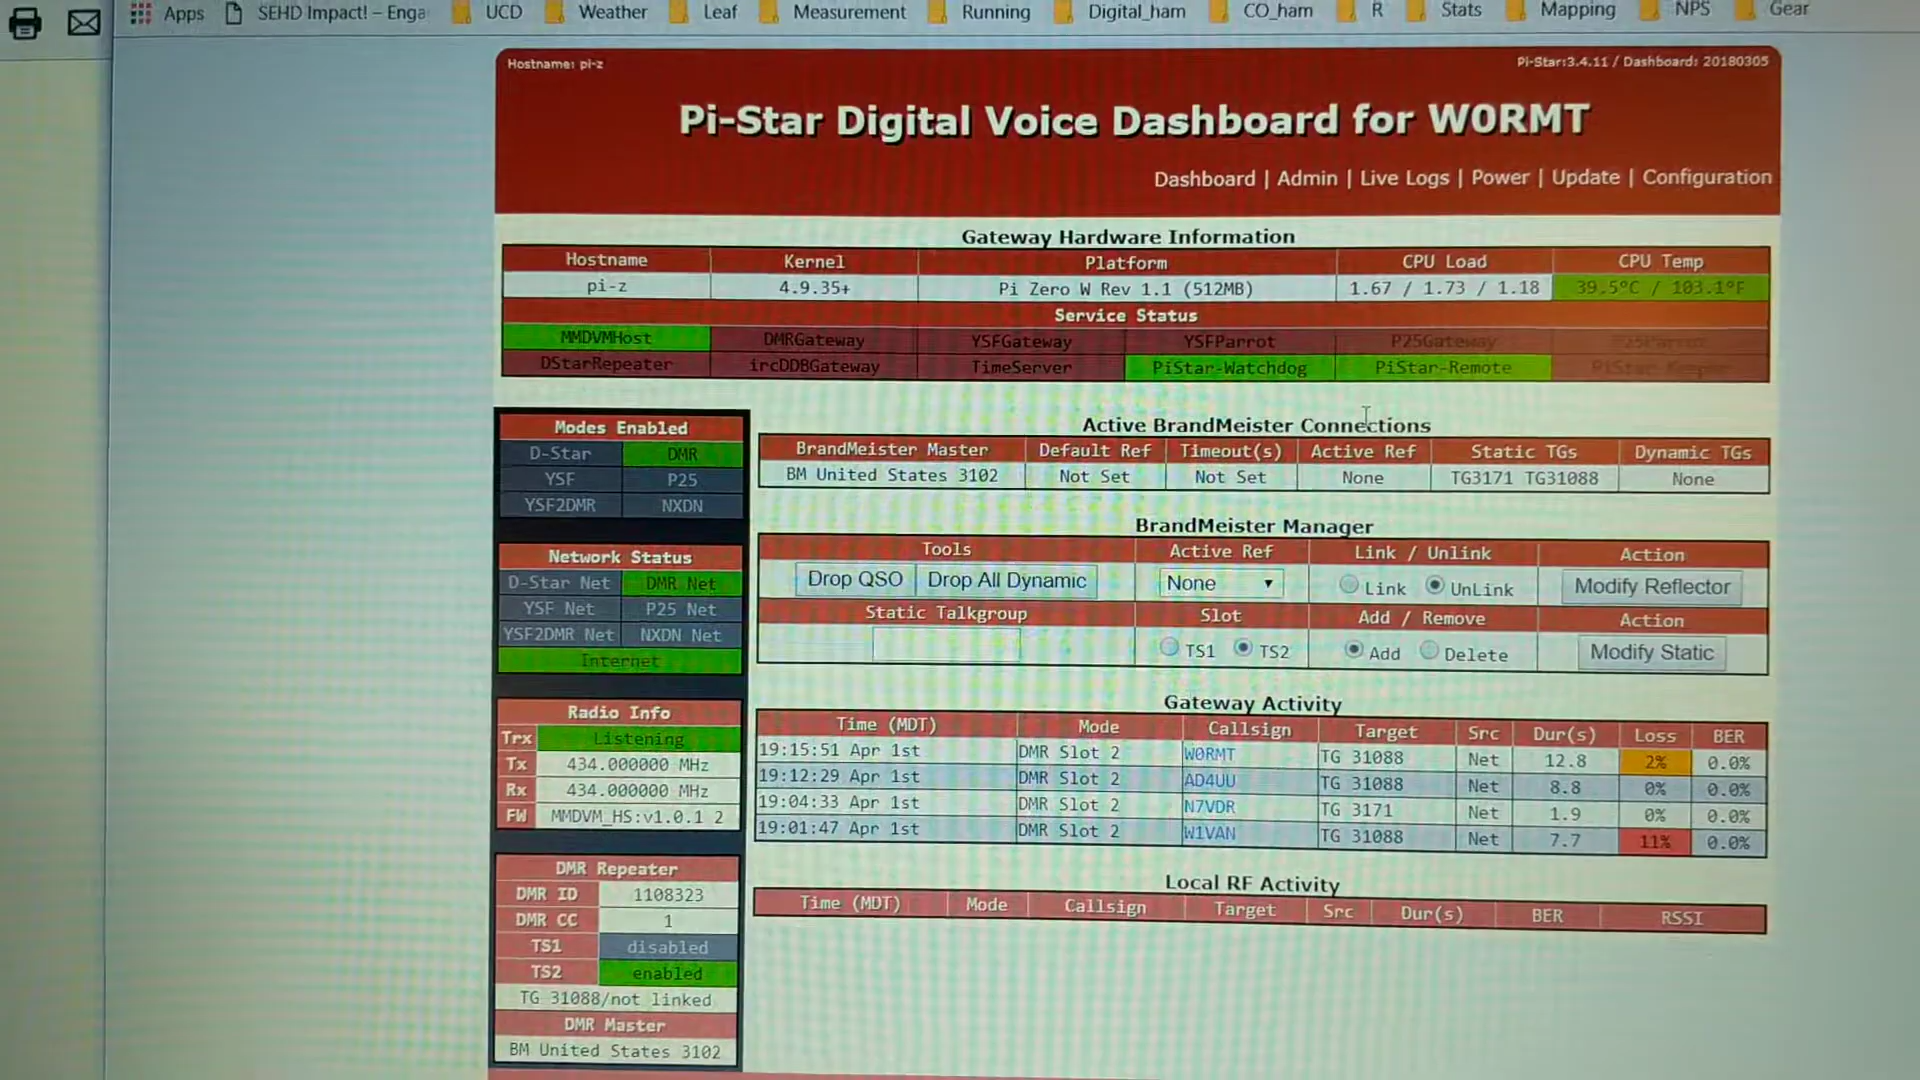 Apps SEHD Impact! – Enga UCD Weather Leaf Measurement Running Digital_ham CO_ham R Stats Mapping NPS Gear
Hostname: pi-z
Pi-Star:3.4.11 / Dashboard: 20180305
Pi-Star Digital Voice Dashboard for W0RMT
Dashboard | Admin | Live Logs | Power | Update | Configuration
Gateway Hardware Information
Hostname Kernel Platform CPU Load CPU Temp
pi-z 4.9.35+ Pi Zero W Rev 1.1 (512MB) 1.67 / 1.73 / 1.18 39.5°C / 103.1°F
Service Status
MMDVMHost DMRGateway YSFGateway YSFParrot P25Gateway P25Parrot
DStarRepeater ircDDBGateway TimeServer PiStar-Watchdog PiStar-Remote PiStar-Keeper
Modes Enabled
D-Star DMR
YSF P25
YSF2DMR NXDN
Network Status
D-Star Net DMR Net
YSF Net P25 Net
YSF2DMR Net NXDN Net
Internet
Radio Info
Trx Listening
Tx 434.000000 MHz
Rx 434.000000 MHz
FW MMDVM_HS:v1.0.1 2
DMR Repeater
DMR ID 1108323
DMR CC 1
TS1 disabled
TS2 enabled
TG 31088/not linked
DMR Master
BM United States 3102
Active BrandMeister Connections
BrandMeister Master Default Ref Timeout(s) Active Ref Static TGs Dynamic TGs
BM United States 3102 Not Set Not Set None TG3171 TG31088 None
BrandMeister Manager
Tools Active Ref Link / Unlink Action
Drop QSO Drop All Dynamic None Link UnLink Modify Reflector
Static Talkgroup Slot Add / Remove Action
TS1 TS2 Add Delete Modify Static
Gateway Activity
Time (MDT) Mode Callsign Target Src Dur(s) Loss BER
19:15:51 Apr 1st DMR Slot 2 W0RMT TG 31088 Net 12.8 2% 0.0%
19:12:29 Apr 1st DMR Slot 2 AD4UU TG 31088 Net 8.8 0% 0.0%
19:04:33 Apr 1st DMR Slot 2 N7VDR TG 3171 Net 1.9 0% 0.0%
19:01:47 Apr 1st DMR Slot 2 W1VAN TG 31088 Net 7.7 11% 0.0%
Local RF Activity
Time (MDT) Mode Callsign Target Src Dur(s) BER RSSI